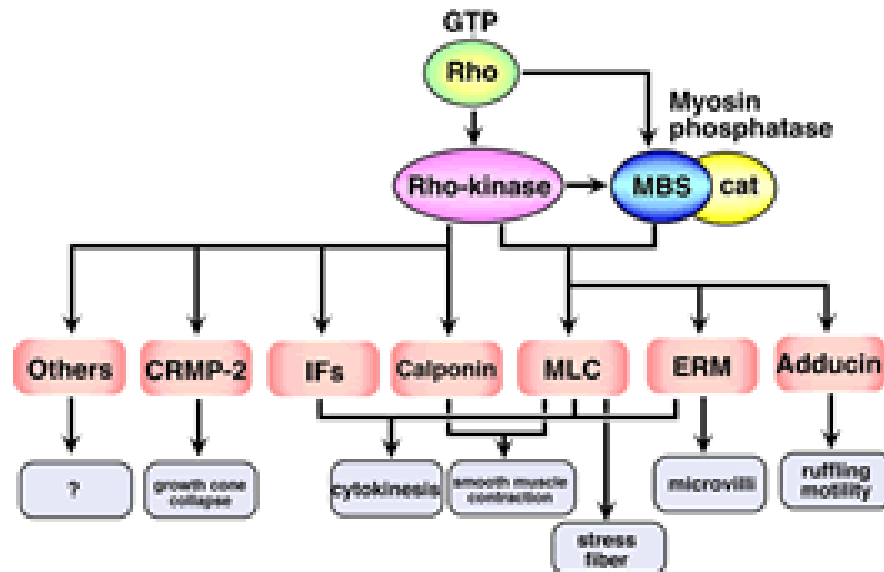 GTP
Rho
Myosin
phosphatase
Rho-kinase
MBS
cat
Others
CRMP-2
IFs
Calponin
MLC
ERM
Adducin
?
growth cone
collapse
cytokinesis
smooth muscle
contraction
stress
fiber
microvilli
ruffling
motility